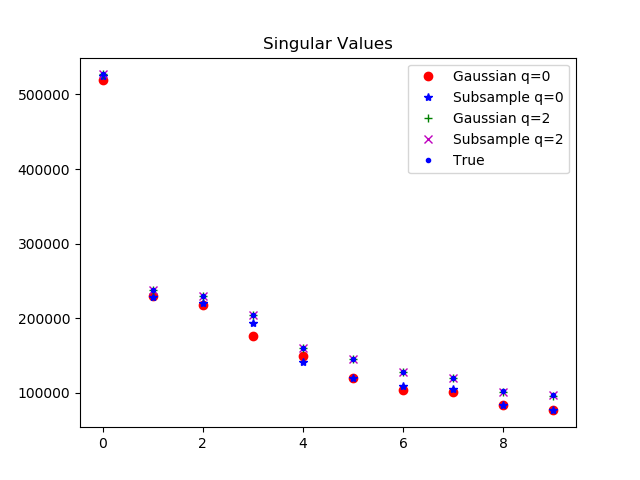 Singular Values
500000
400000
300000
200000
100000
0 2 4 6 8
Gaussian q=0
Subsample q=0
Gaussian q=2
Subsample q=2
True